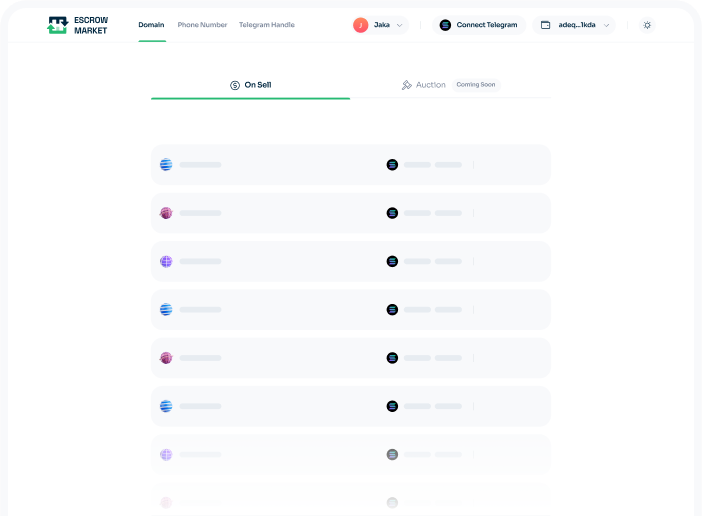 ESCROW
MARKET
Domain
Phone Number
Telegram Handle
J
Jaka
Connect Telegram
adeq...1kda
On Sell
Auction
Coming Soon